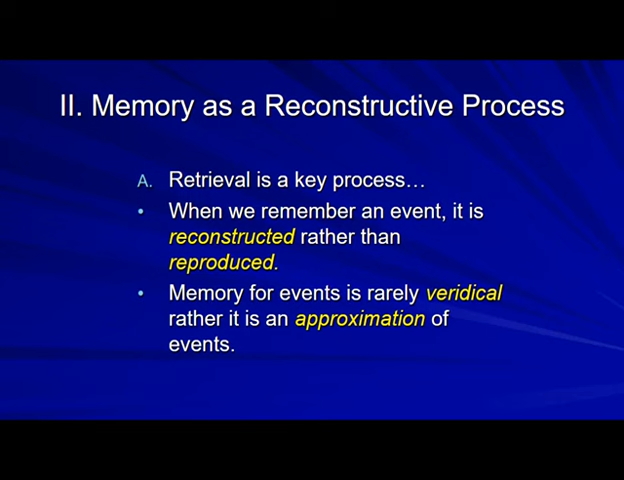 II. Memory as a Reconstructive Process
A. Retrieval is a key process…
• When we remember an event, it is
reconstructed rather than
reproduced.
• Memory for events is rarely veridical
rather it is an approximation of
events.